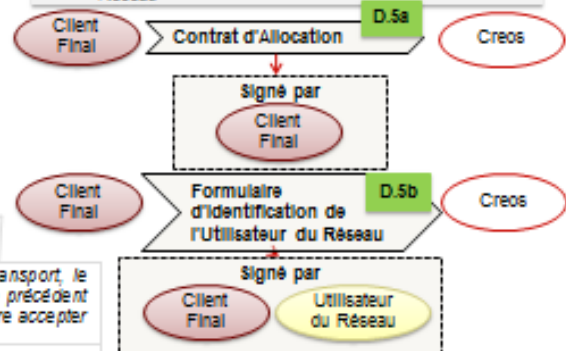 Réseau
Client Final
Contrat d'Allocation
D.5a
Creos
Signé par
Client Final
Client Final
Formulaire d'Identification de l'Utilisateur du Réseau
D.5b
Creos
Signé par
Client Final
Utilisateur du Réseau
ansport, le
précédent
re accepter